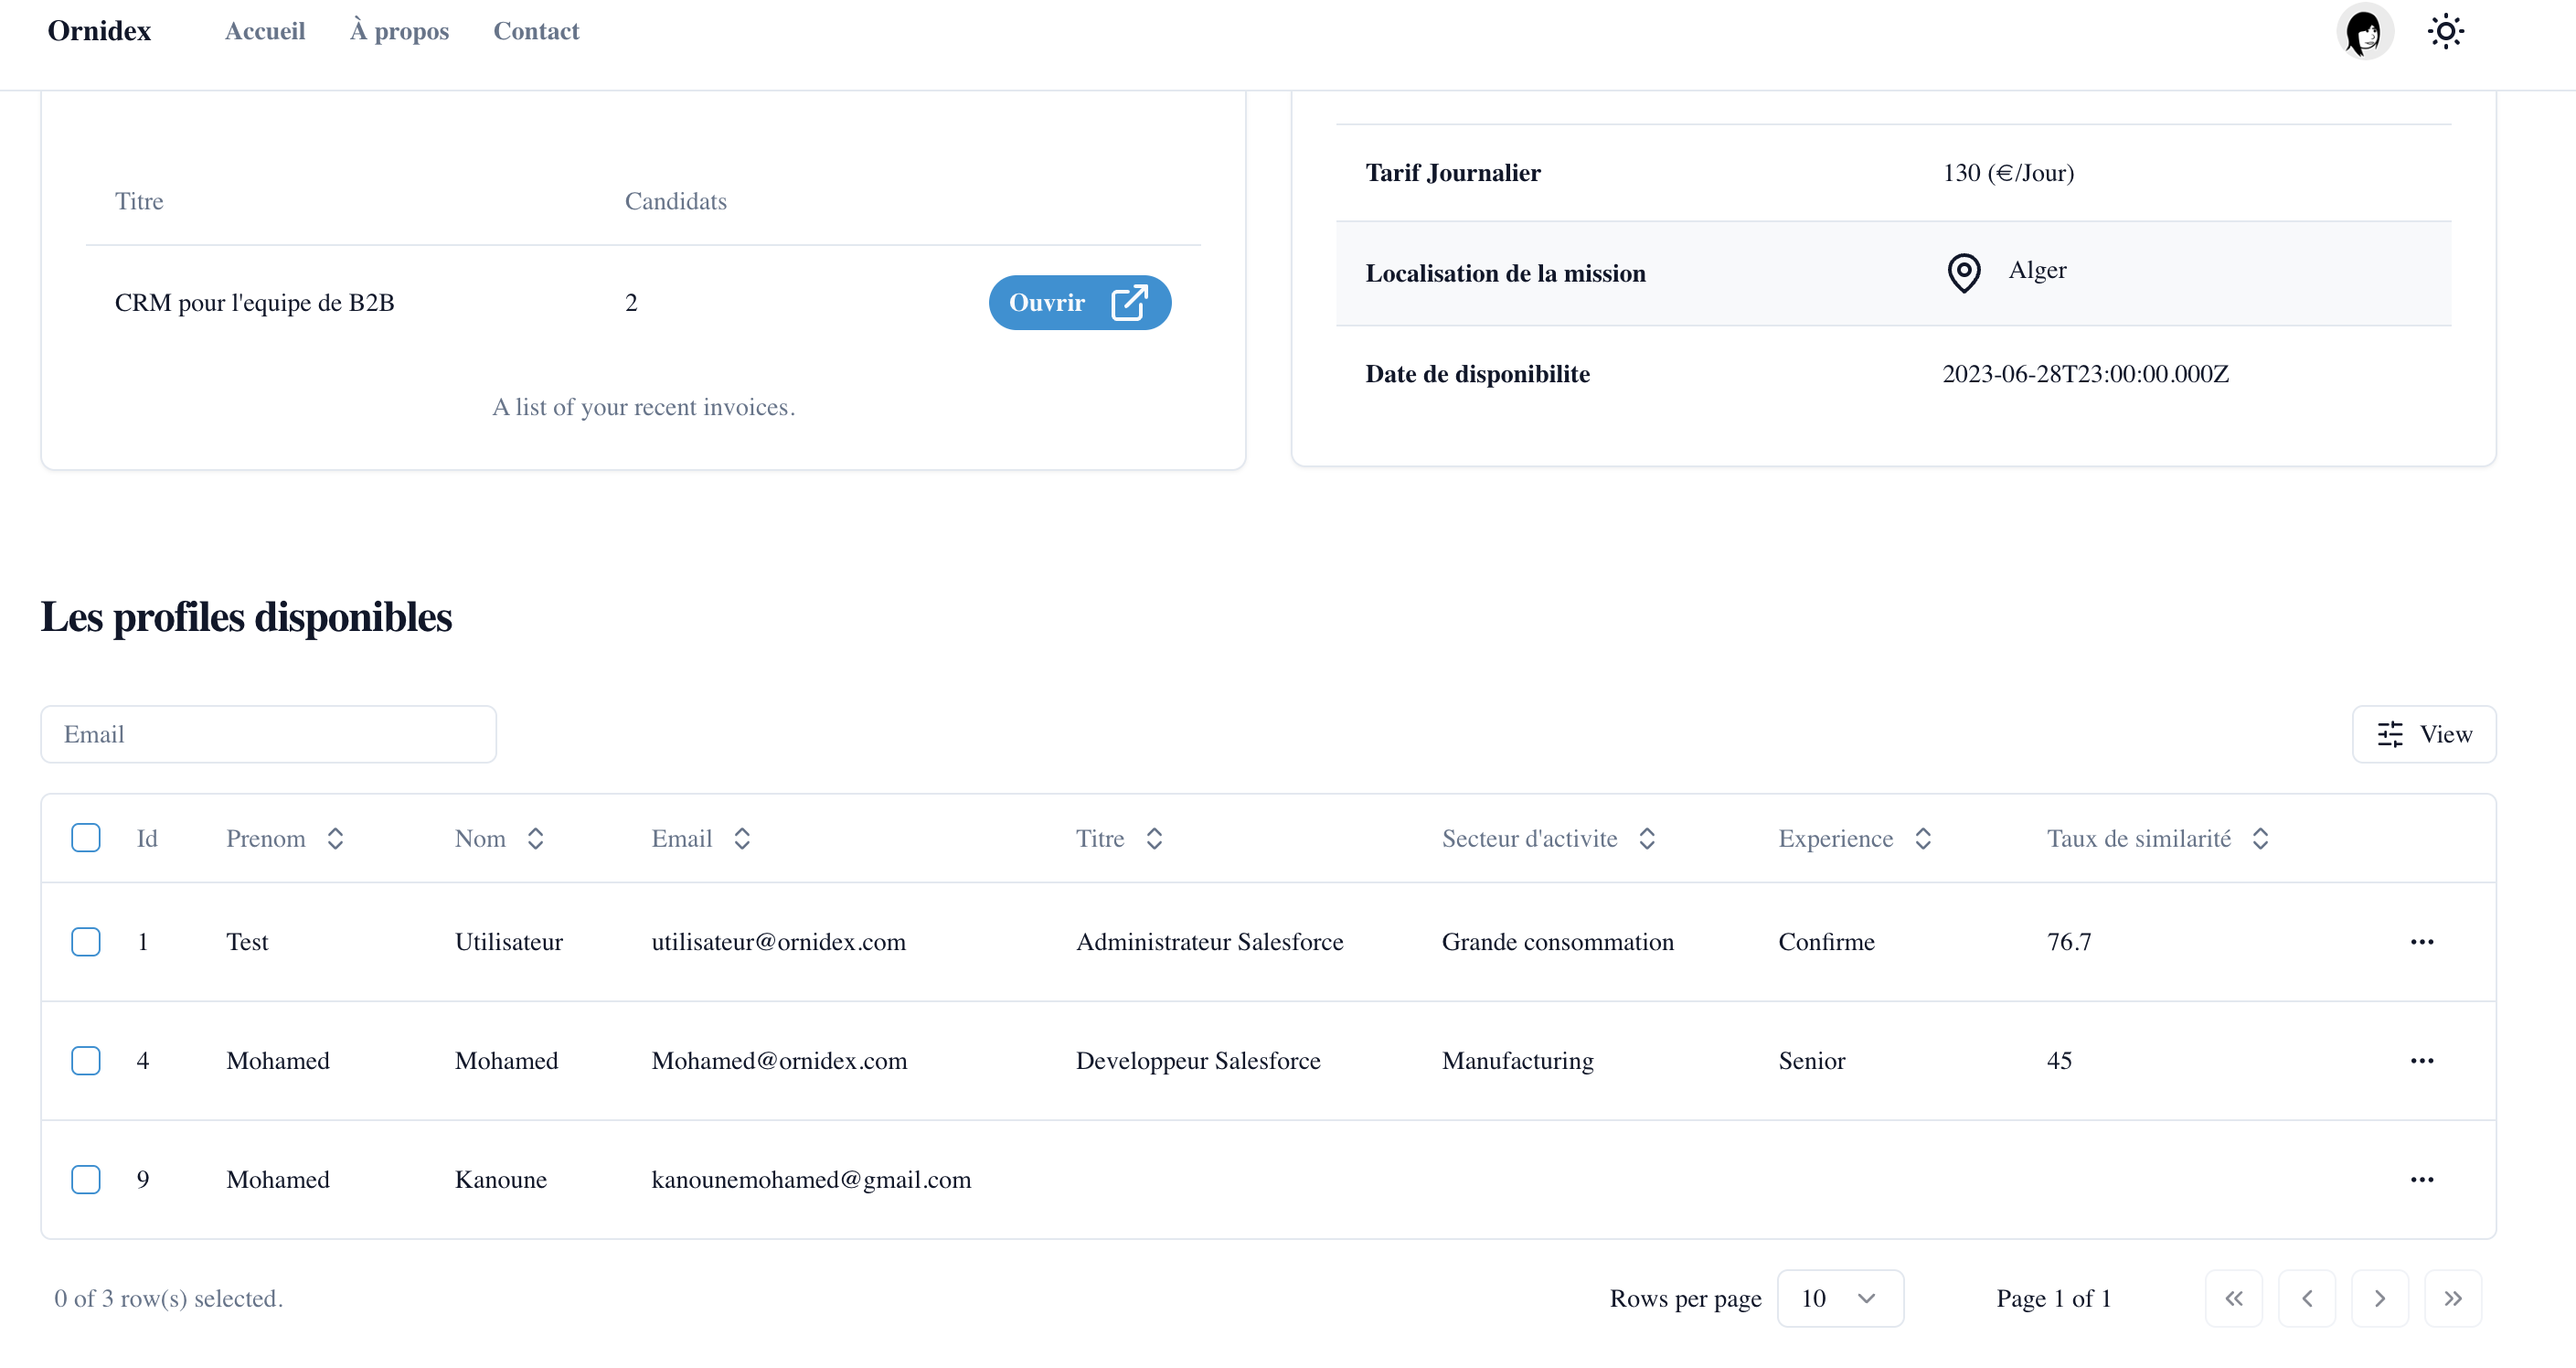 Ornidex Accueil À propos Contact
Titre Candidats
CRM pour l'equipe de B2B 2 Ouvrir
A list of your recent invoices.
Tarif Journalier 130 (€/Jour)
Localisation de la mission Alger
Date de disponibilite 2023-06-28T23:00:00.000Z
Les profiles disponibles
Email View
Id Prenom Nom Email Titre Secteur d'activite Experience Taux de similarité
1 Test Utilisateur utilisateur@ornidex.com Administrateur Salesforce Grande consommation Confirme 76.7
4 Mohamed Mohamed Mohamed@ornidex.com Developpeur Salesforce Manufacturing Senior 45
9 Mohamed Kanoune kanounemohamed@gmail.com
0 of 3 row(s) selected. Rows per page 10 Page 1 of 1